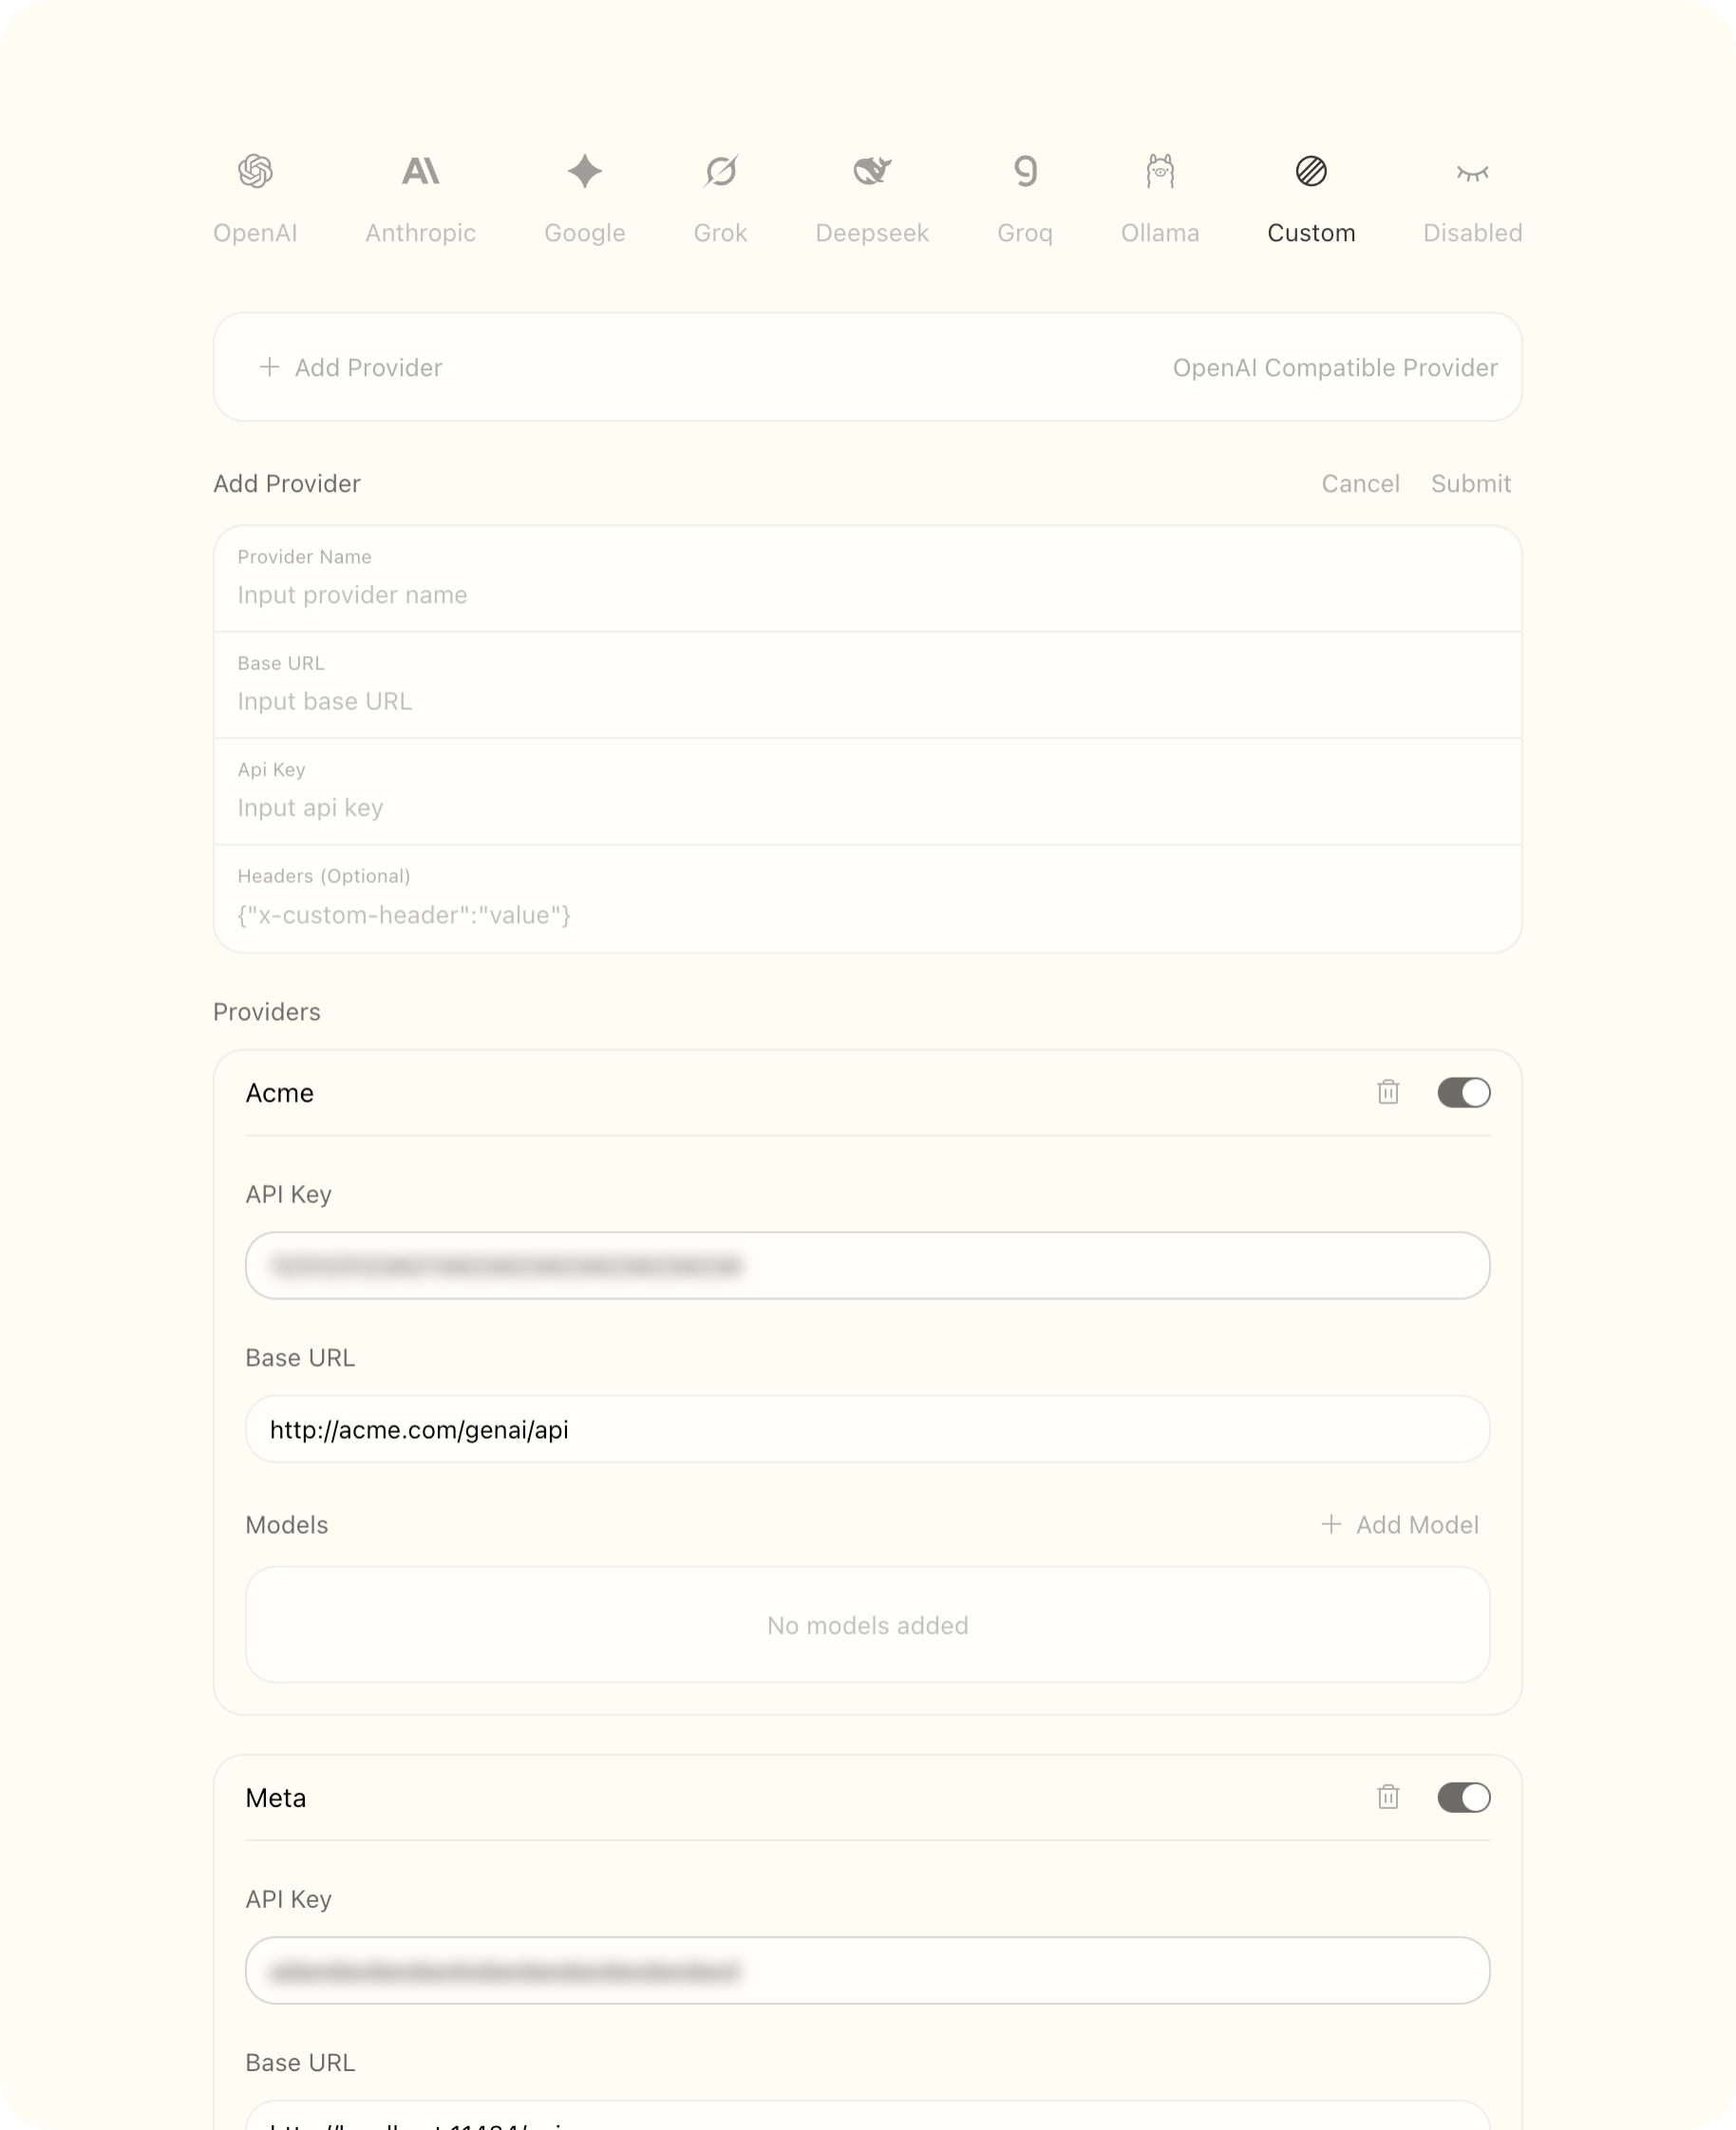 OpenAI
Anthropic
Google
Grok
Deepseek
Groq
Ollama
Custom
Disabled
Add Provider
OpenAI Compatible Provider
Add Provider
Cancel
Submit
Provider Name
Input provider name
Base URL
Input base URL
Api Key
Input api key
Headers (Optional)
{"x-custom-header":"value"}
Providers
Acme
API Key
Base URL
http://acme.com/genai/api
Models
Add Model
No models added
Meta
API Key
Base URL